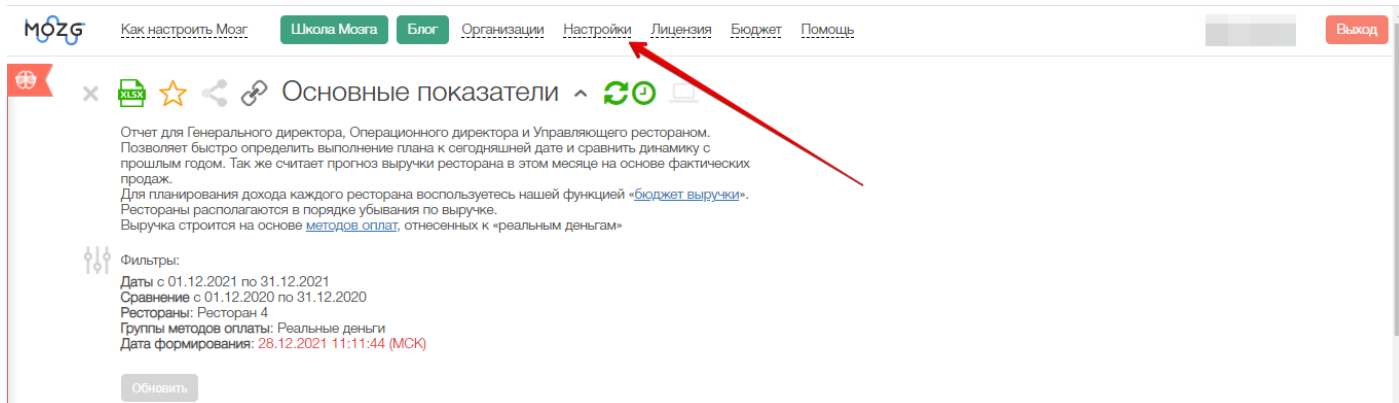 MOZG Как настроить Мозг Школа Мозга Блог Организации Настройки Лицензия Бюджет Помощь Выход
XLSX Основные показатели
Отчет для Генерального директора, Операционного директора и Управляющего рестораном.
Позволяет быстро определить выполнение плана к сегодняшней дате и сравнить динамику с
прошлым годом. Так же считает прогноз выручки ресторана в этом месяце на основе фактических
продаж.
Для планирования дохода каждого ресторана воспользуетесь нашей функцией «бюджет выручки».
Рестораны располагаются в порядке убывания по выручке.
Выручка строится на основе методов оплат, отнесенных к «реальным деньгам»
Фильтры:
Даты с 01.12.2021 по 31.12.2021
Сравнение с 01.12.2020 по 31.12.2020
Рестораны: Ресторан 4
Группы методов оплаты: Реальные деньги
Дата формирования: 28.12.2021 11:11:44 (МСК)
Обновить